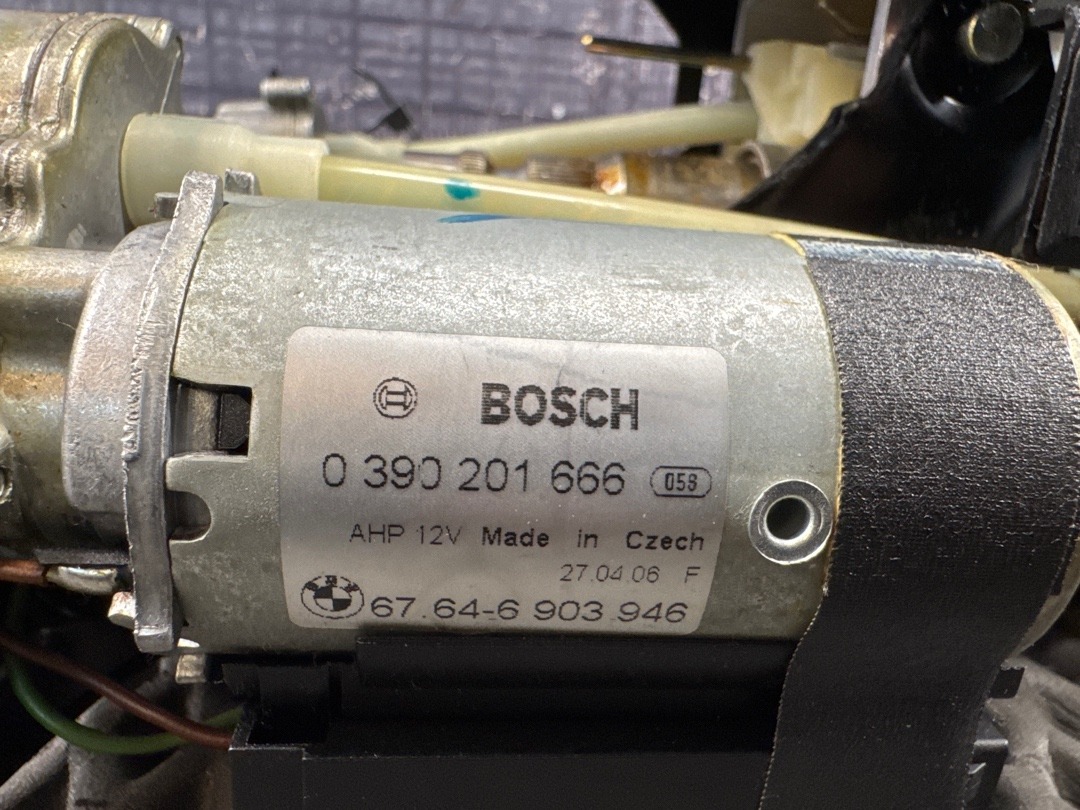 BOSCH
0 390 201 666 058
AHP 12V Made in Czech
27.04.06 F
67.64-6 903 946